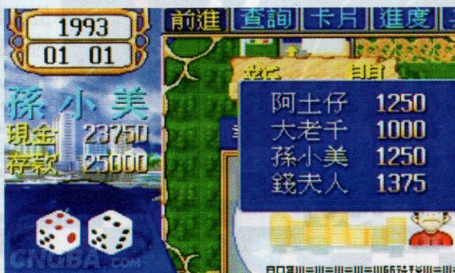 1993
01 01
孫小美
現金 23750
存款 25000
前進 查詢 卡片 進度
新聞
阿土仔 1250
大老千 1000
孫小美 1250
錢夫人 1375
CNGBA.COM